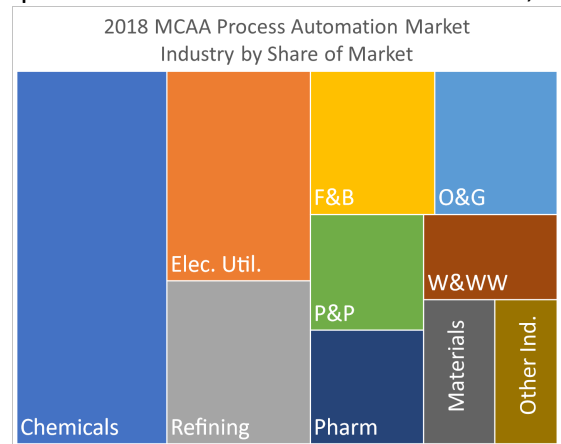 2018 MCAA Process Automation Market
Industry by Share of Market
Chemicals
Elec. Util.
Refining
F&B
O&G
P&P
W&WW
Pharm
Materials
Other Ind.